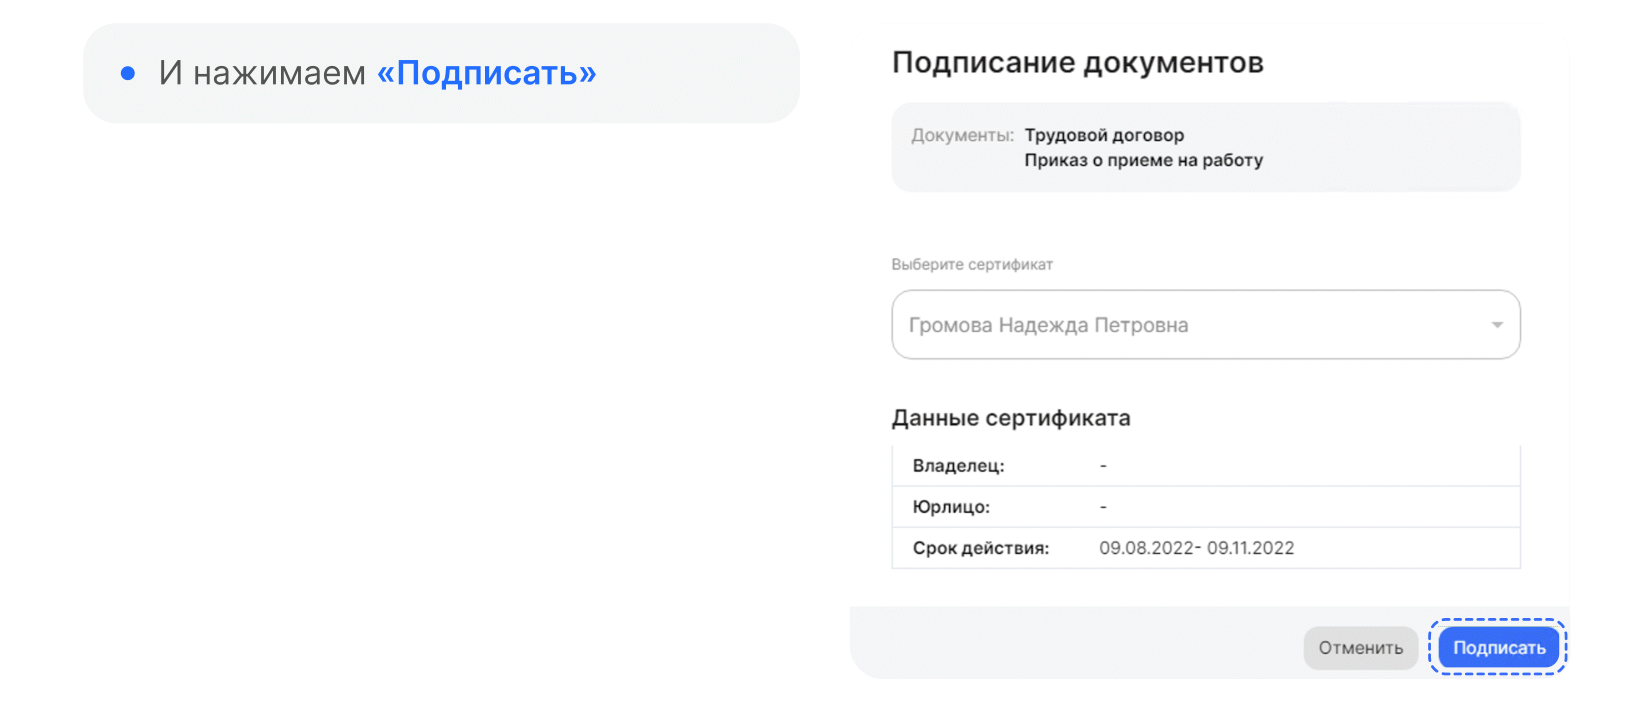 И нажимаем «Подписать»
Подписание документов
Документы: Трудовой договор
Приказ о приеме на работу
Выберите сертификат
Громова Надежда Петровна
Данные сертификата
Владелец: -
Юрлицо: -
Срок действия: 09.08.2022- 09.11.2022
Отменить Подписать